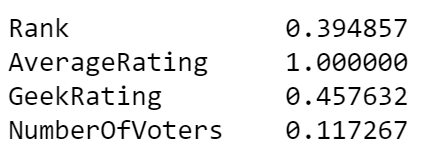 Rank 0.394857
AverageRating 1.000000
GeekRating 0.457632
NumberOfVoters 0.117267